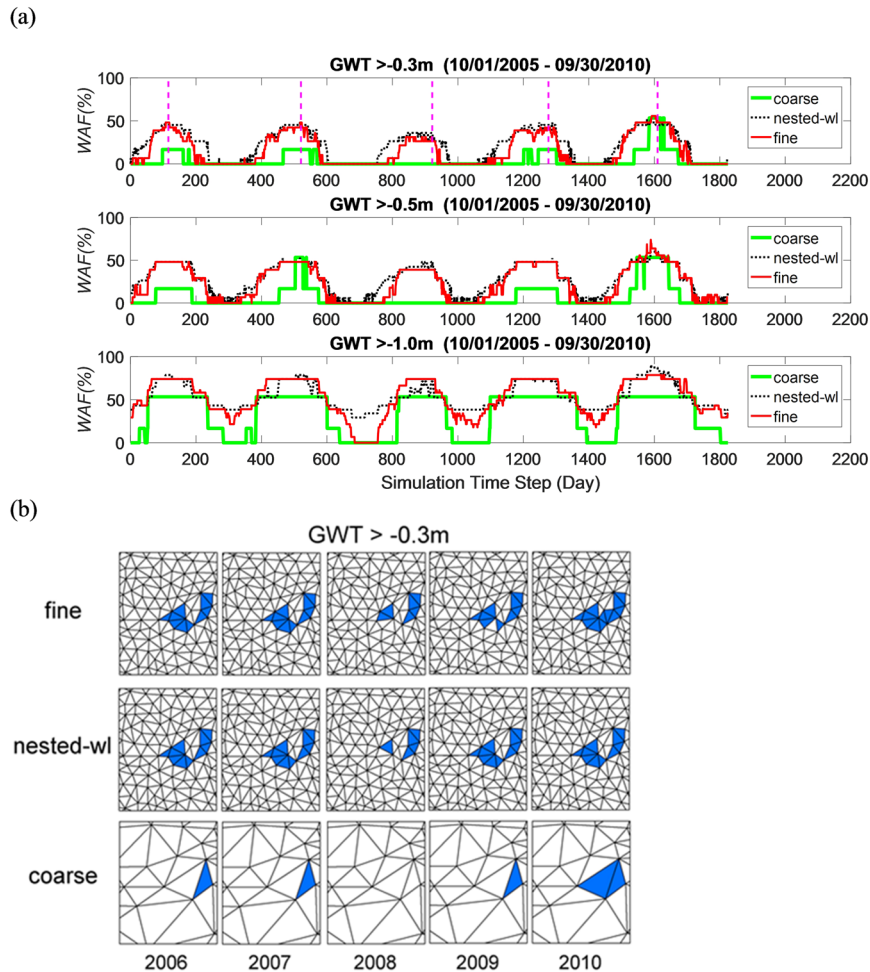 (a)
GWT >-0.3m (10/01/2005 - 09/30/2010)
WAF(%)
100
50
0
coarse
nested-wl
fine
0 200 400 600 800 1000 1200 1400 1600 1800 2000 2200
GWT >-0.5m (10/01/2005 - 09/30/2010)
WAF(%)
100
50
0
coarse
nested-wl
fine
0 200 400 600 800 1000 1200 1400 1600 1800 2000 2200
GWT >-1.0m (10/01/2005 - 09/30/2010)
WAF(%)
100
50
0
coarse
nested-wl
fine
0 200 400 600 800 1000 1200 1400 1600 1800 2000 2200
Simulation Time Step (Day)
(b)
GWT > -0.3m
fine
nested-wl
coarse
2006 2007 2008 2009 2010